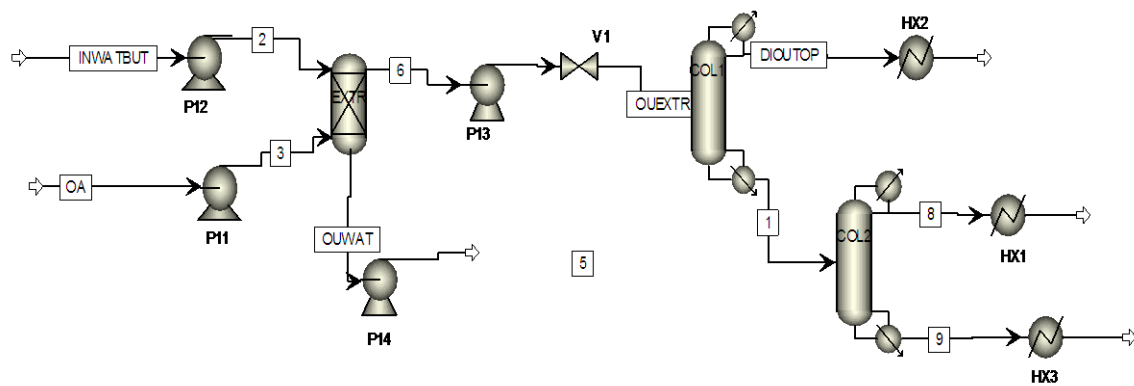 V1
HX2
INWATBUT
2
DIOUTOP
6
COL1
EXTR
P12
OUEXTR
P13
3
OA
P11
1
8
COL2
OUWAT
5
HX1
P14
9
HX3